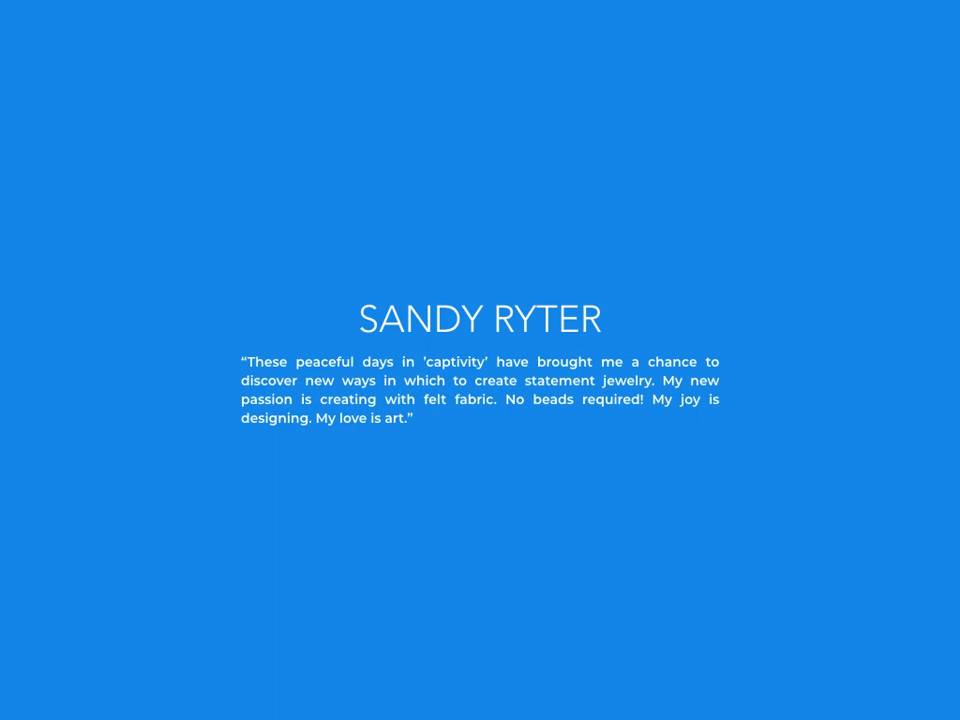 SANDY RYTER
“These peaceful days in 'captivity' have brought me a chance to
discover new ways in which to create statement jewelry. My new
passion is creating with felt fabric. No beads required! My joy is
designing. My love is art.”